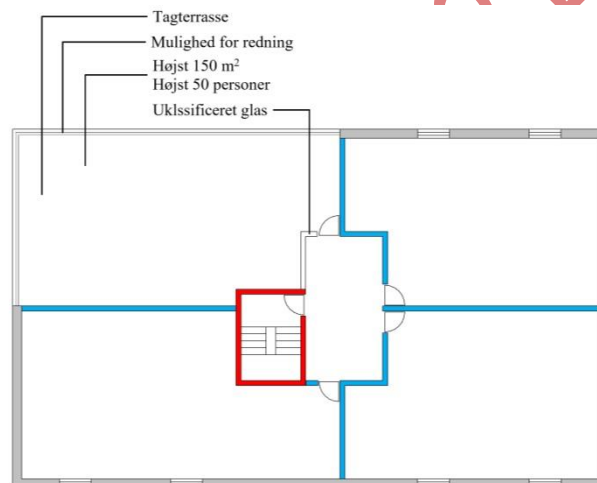 Tagterrasse
Mulighed for redning
Højst 150 m²
Højst 50 personer
Uklssificeret glas